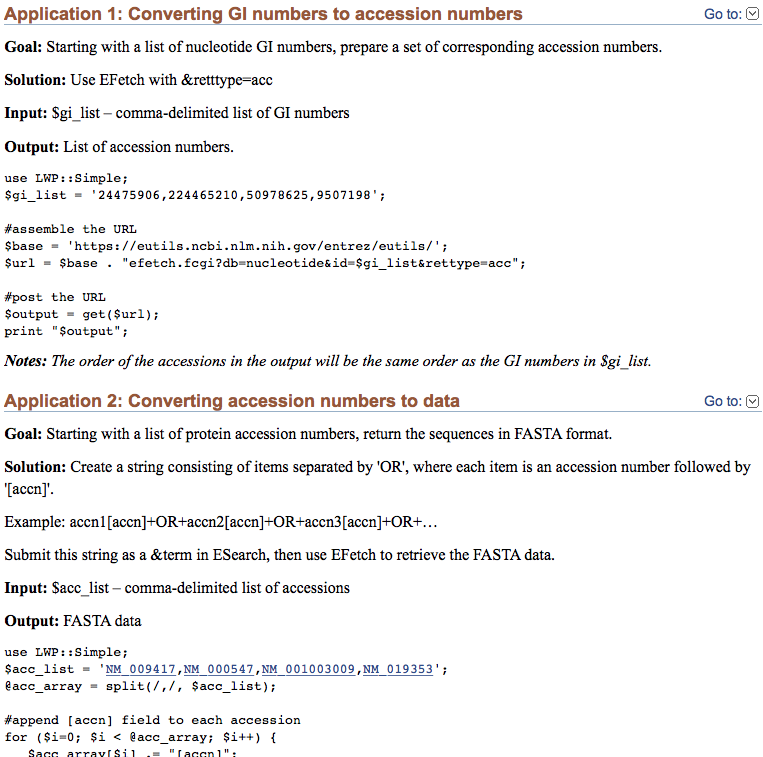 Application 1: Converting GI numbers to accession numbers
Go to:
Goal: Starting with a list of nucleotide GI numbers, prepare a set of corresponding accession numbers.
Solution: Use EFetch with &retttype=acc
Input: $gi_list – comma-delimited list of GI numbers
Output: List of accession numbers.
use LWP::Simple;
$gi_list = '24475906,224465210,50978625,9507198';
#assemble the URL
$base = 'https://eutils.ncbi.nlm.nih.gov/entrez/eutils/';
$url = $base . "efetch.fcgi?db=nucleotide&id=$gi_list&rettype=acc";
#post the URL
$output = get($url);
print "$output";
Notes: The order of the accessions in the output will be the same order as the GI numbers in $gi_list.
Application 2: Converting accession numbers to data
Go to:
Goal: Starting with a list of protein accession numbers, return the sequences in FASTA format.
Solution: Create a string consisting of items separated by 'OR', where each item is an accession number followed by
'[accn]'.
Example: accn1[accn]+OR+accn2[accn]+OR+accn3[accn]+OR+…
Submit this string as a &term in ESearch, then use EFetch to retrieve the FASTA data.
Input: $acc_list – comma-delimited list of accessions
Output: FASTA data
use LWP::Simple;
$acc_list = 'NM_009417,NM_000547,NM_001003009,NM_019353';
@acc_array = split(/,/, $acc_list);
#append [accn] field to each accession
for ($i=0; $i < @acc_array; $i++) {
$acc_array[$i] .= "[accn]";